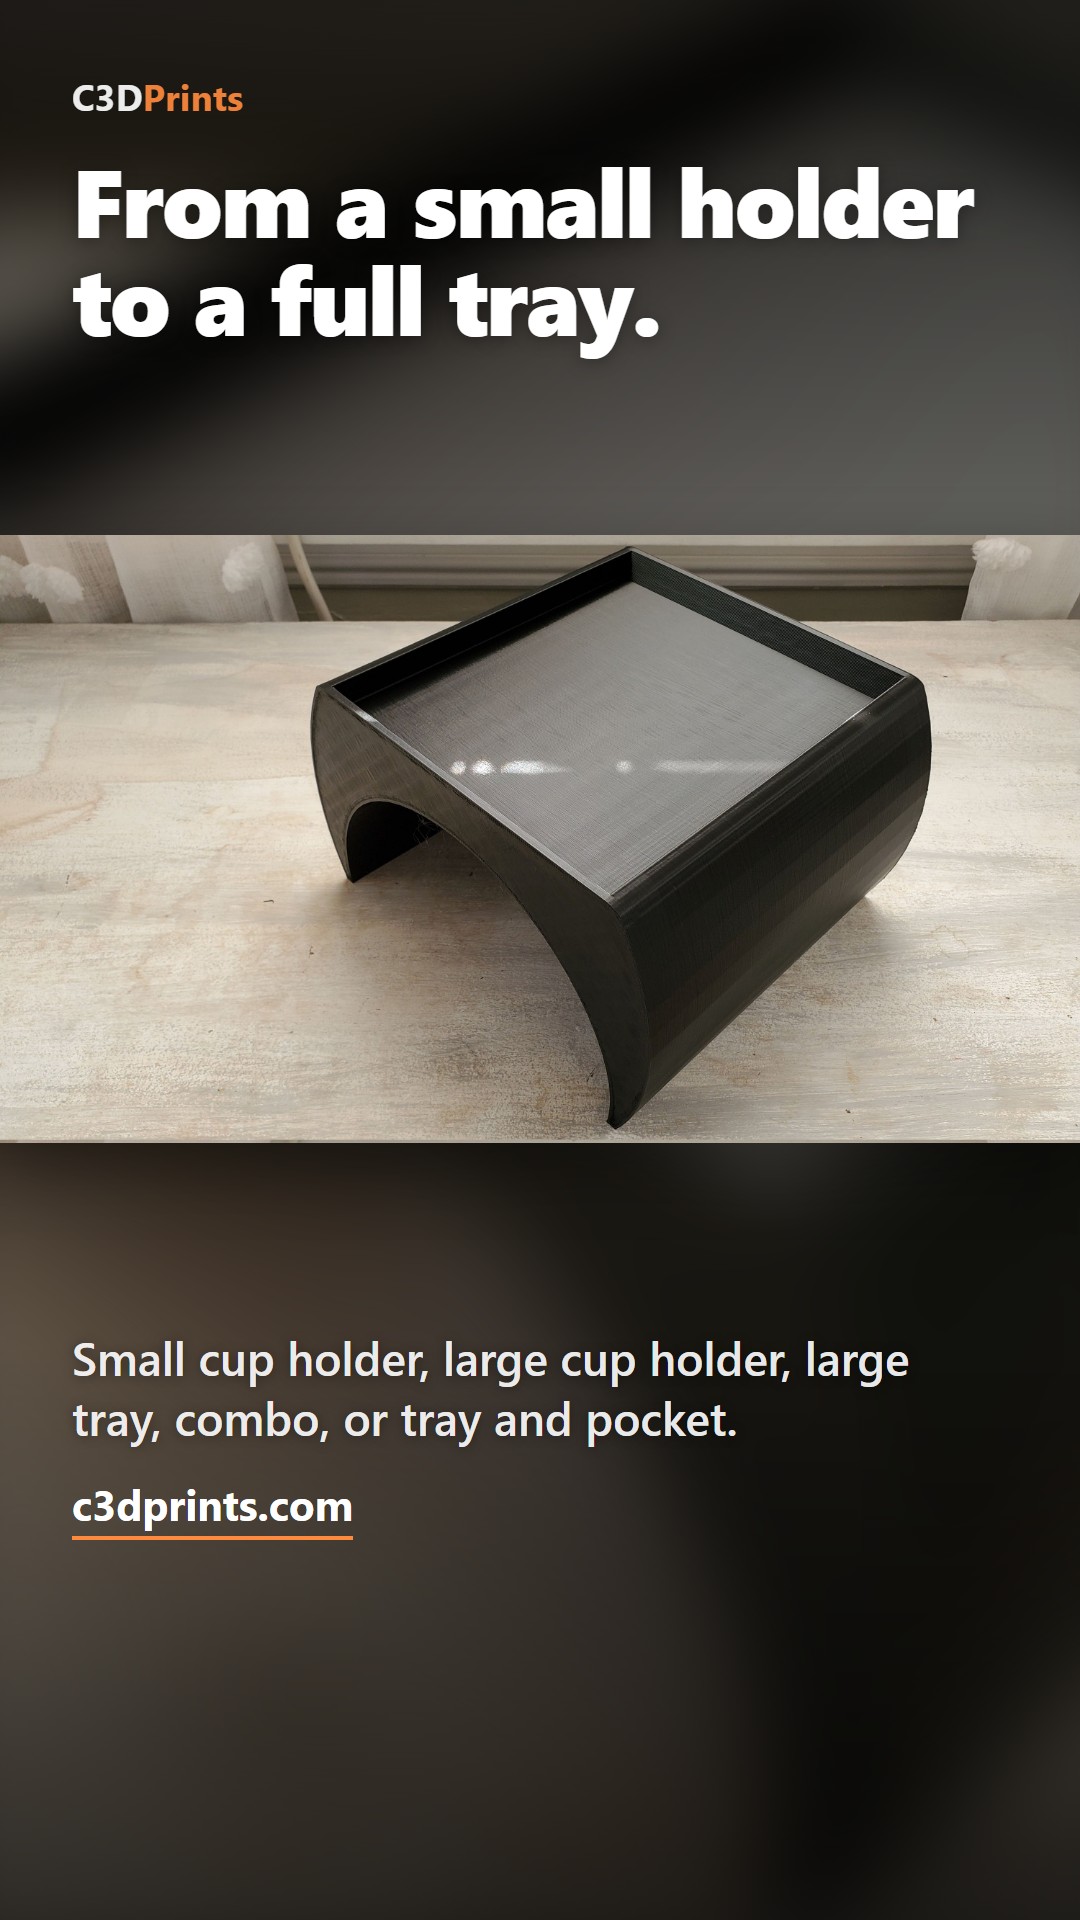 C3DPrints
From a small holder
to a full tray.
Small cup holder, large cup holder, large
tray, combo, or tray and pocket.
c3dprints.com